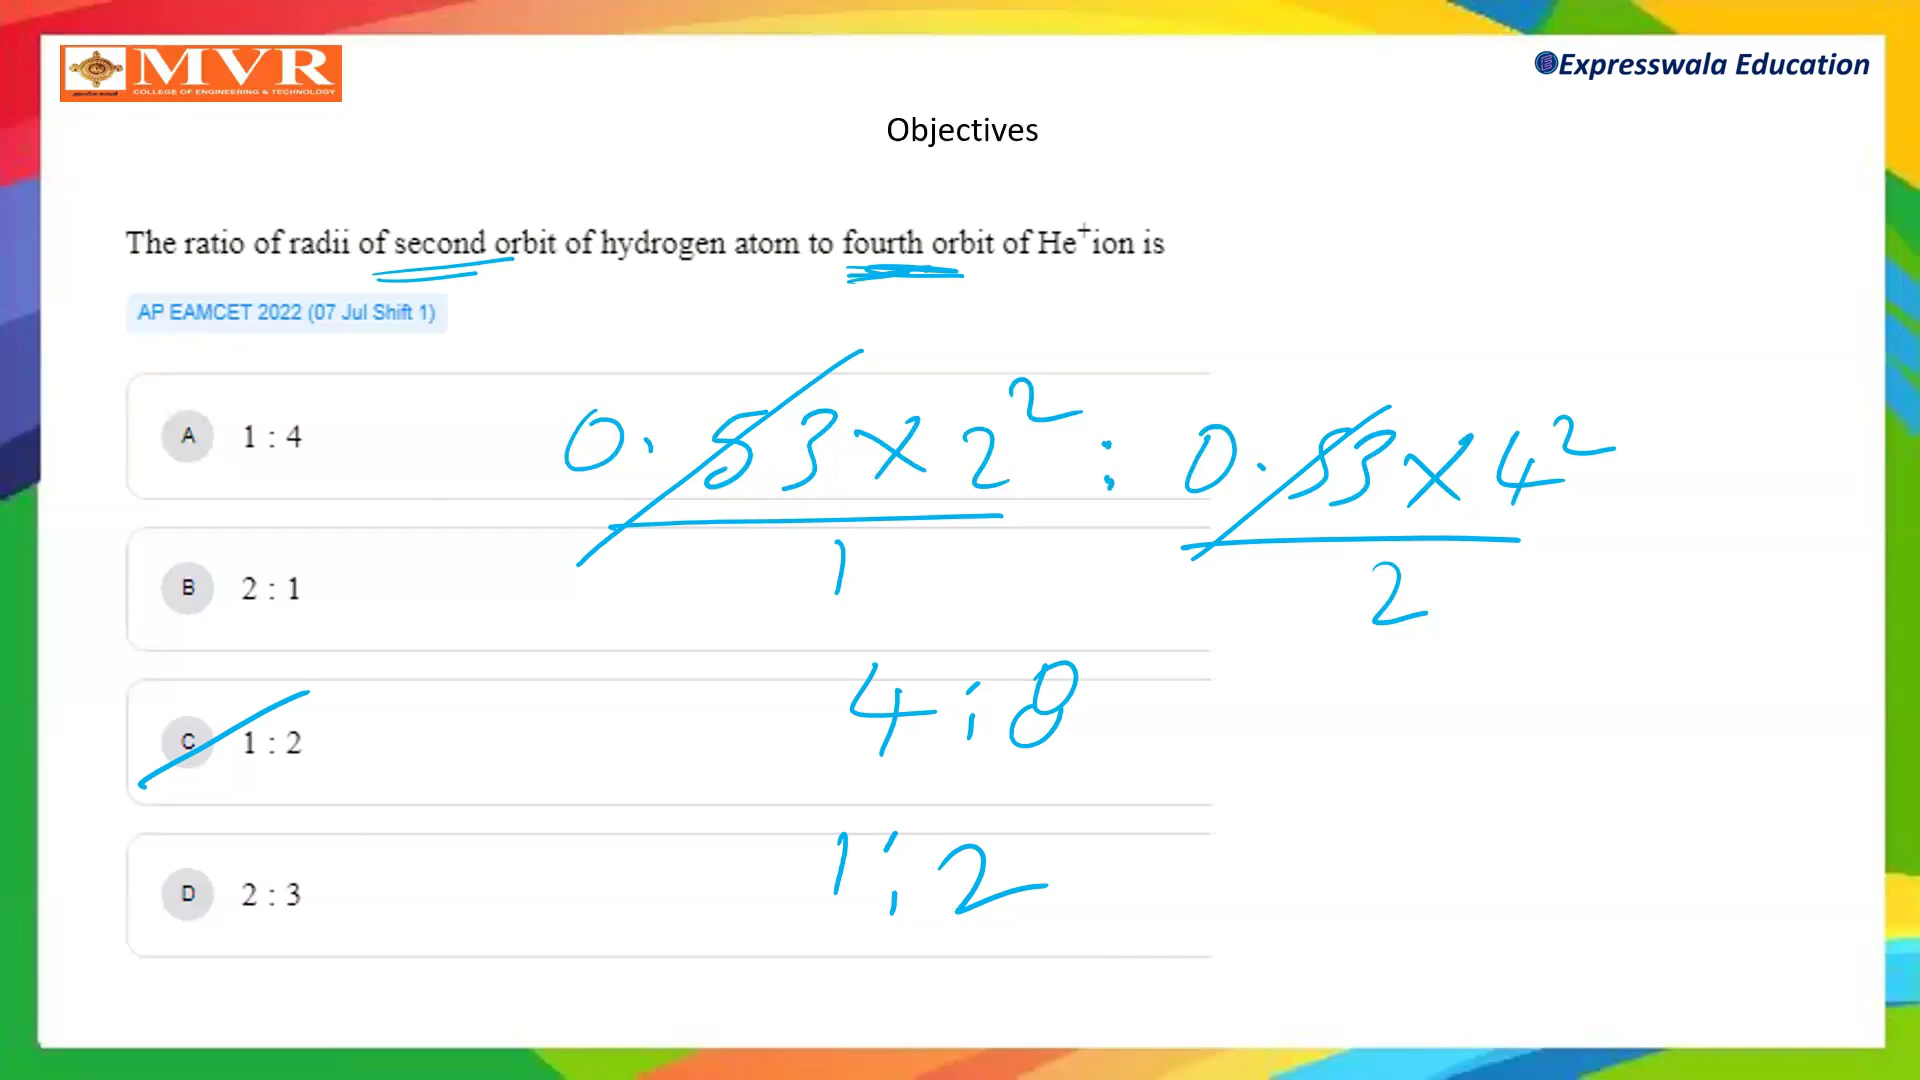 MVR
COLLEGE OF ENGINEERING & TECHNOLOGY
Expresswala Education
Objectives
The ratio of radii of second orbit of hydrogen atom to fourth orbit of He⁺ion is
AP EAMCET 2022 (07 Jul Shift 1)
A 1 : 4
0.53 × 2² : 0.53 × 4²
1 2
B 2 : 1
4 : 8
C 1 : 2
1 : 2
D 2 : 3